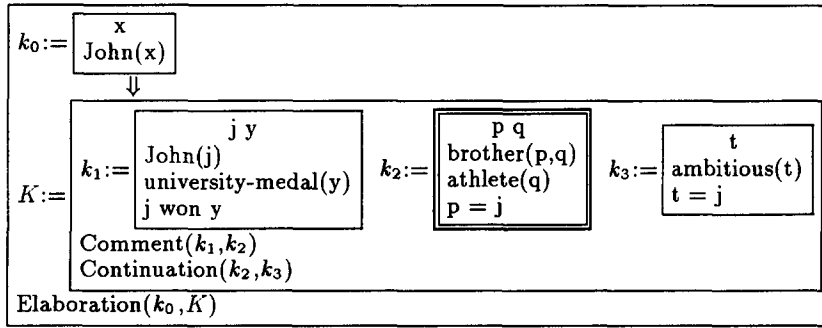 k₀:=
x
John(x)
⇓
K:=
k₁:=
j y
John(j)
university-medal(y)
j won y
k₂:=
p q
brother(p,q)
athlete(q)
p = j
k₃:=
t
ambitious(t)
t = j
Comment(k₁,k₂)
Continuation(k₂,k₃)
Elaboration(k₀,K)